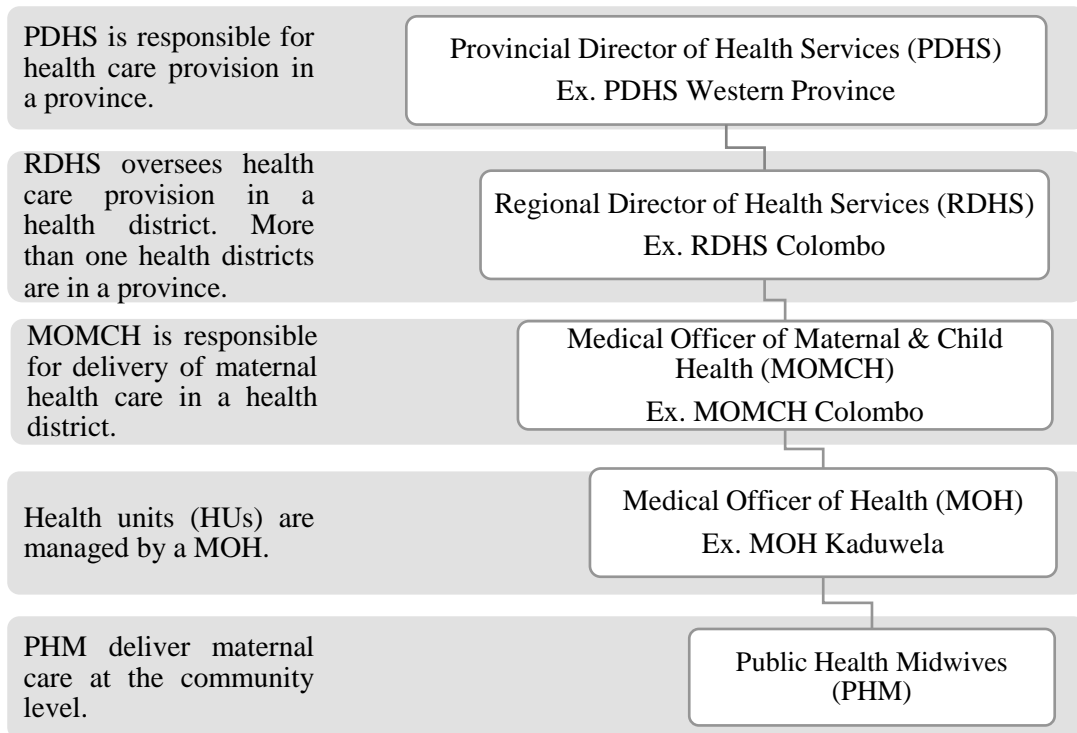 PDHS is responsible for
health care provision in
a province.
Provincial Director of Health Services (PDHS)
Ex. PDHS Western Province
RDHS oversees health
care provision in a
health district. More
than one health districts
are in a province.
Regional Director of Health Services (RDHS)
Ex. RDHS Colombo
MOMCH is responsible
for delivery of maternal
health care in a health
district.
Medical Officer of Maternal & Child
Health (MOMCH)
Ex. MOMCH Colombo
Health units (HUs) are
managed by a MOH.
Medical Officer of Health (MOH)
Ex. MOH Kaduwela
PHM deliver maternal
care at the community
level.
Public Health Midwives
(PHM)